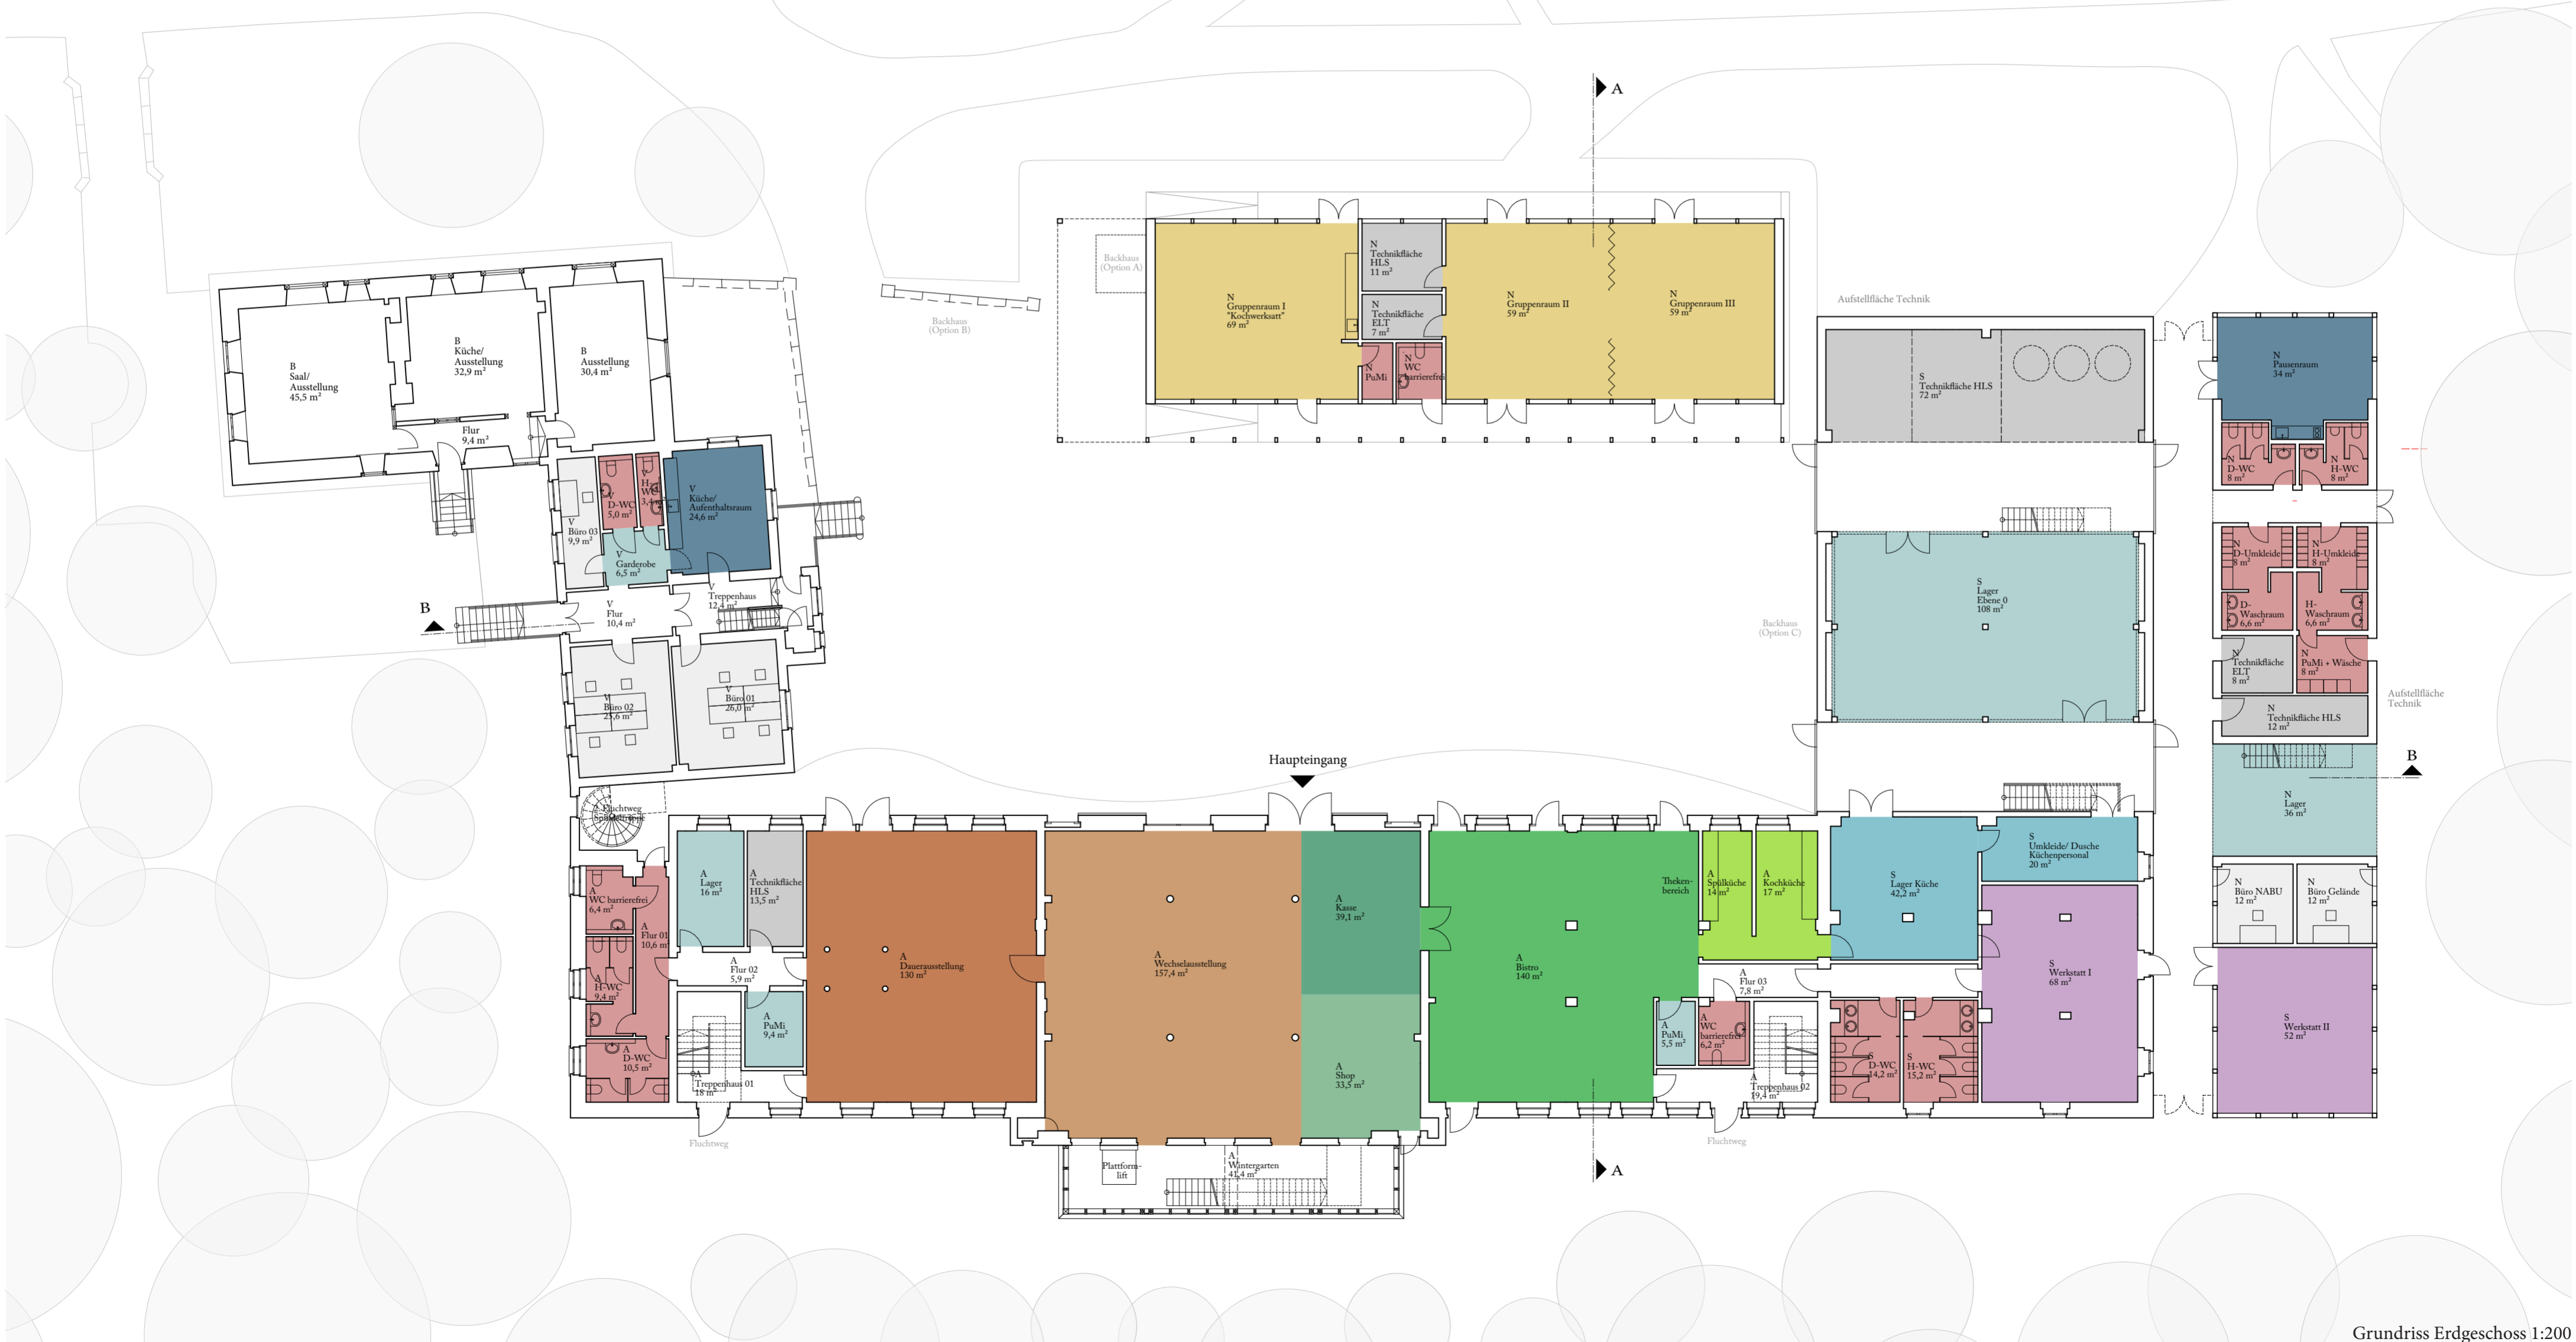 A
Backhaus
(Option A)
Backhaus
(Option B)
N
Gruppenraum I
"Kochwerksatt"
69 m²
N
Technikfläche
HLS
11 m²
N
Technikfläche
ELT
7 m²
N
PuMi
N
WC
barrierefrei
N
Gruppenraum II
59 m²
N
Gruppenraum III
59 m²
Aufstellfläche Technik
S
Technikfläche HLS
72 m²
N
Pausenraum
34 m²
N
D-WC
8 m²
N
H-WC
8 m²
B
Saal/
Ausstellung
45,5 m²
B
Küche/
Ausstellung
32,9 m²
B
Ausstellung
30,4 m²
Flur
9,4 m²
V
Büro 03
9,9 m²
V
D-WC
5,0 m²
V
H-
WC
3,4 m²
V
Küche/
Aufenthaltsraum
24,6 m²
V
Garderobe
6,5 m²
V
Treppenhaus
12,4 m²
V
Flur
10,4 m²
B
V
Büro 02
25,6 m²
V
Büro 01
26,0 m²
S
Lager
Ebene 0
108 m²
Backhaus
(Option C)
N
D-Umkleide
8 m²
N
H-Umkleide
8 m²
D-
Waschraum
6,6 m²
H-
Waschraum
6,6 m²
N
Technikfläche
ELT
8 m²
N
PuMi + Wäsche
8 m²
N
Technikfläche HLS
12 m²
Aufstellfläche
Technik
B
N
Lager
36 m²
Haupteingang
2. Fluchtweg
Spindeltreppe
A
WC barrierefrei
6,4 m²
A
Flur 01
10,6 m²
A
H-WC
9,4 m²
A
D-WC
10,5 m²
A
Lager
16 m²
A
Technikfläche
HLS
13,5 m²
A
Flur 02
5,9 m²
A
PuMi
9,4 m²
A
Treppenhaus 01
18 m²
A
Dauerausstellung
130 m²
A
Wechselausstellung
157,4 m²
A
Kasse
39,1 m²
A
Shop
33,5 m²
A
Bistro
140 m²
Theken-
bereich
A
Spülküche
14 m²
A
Kochküche
17 m²
A
Flur 03
7,8 m²
A
PuMi
5,5 m²
A
WC
barrierefrei
6,2 m²
A
Treppenhaus 02
19,4 m²
S
Lager Küche
42,2 m²
S
Umkleide/ Dusche
Küchenpersonal
20 m²
S
Werkstatt I
68 m²
S
D-WC
14,2 m²
S
H-WC
15,2 m²
N
Büro NABU
12 m²
N
Büro Gelände
12 m²
S
Werkstatt II
52 m²
Fluchtweg
Fluchtweg
Plattform-
lift
A
Wintergarten
41,4 m²
A
Grundriss Erdgeschoss 1:200